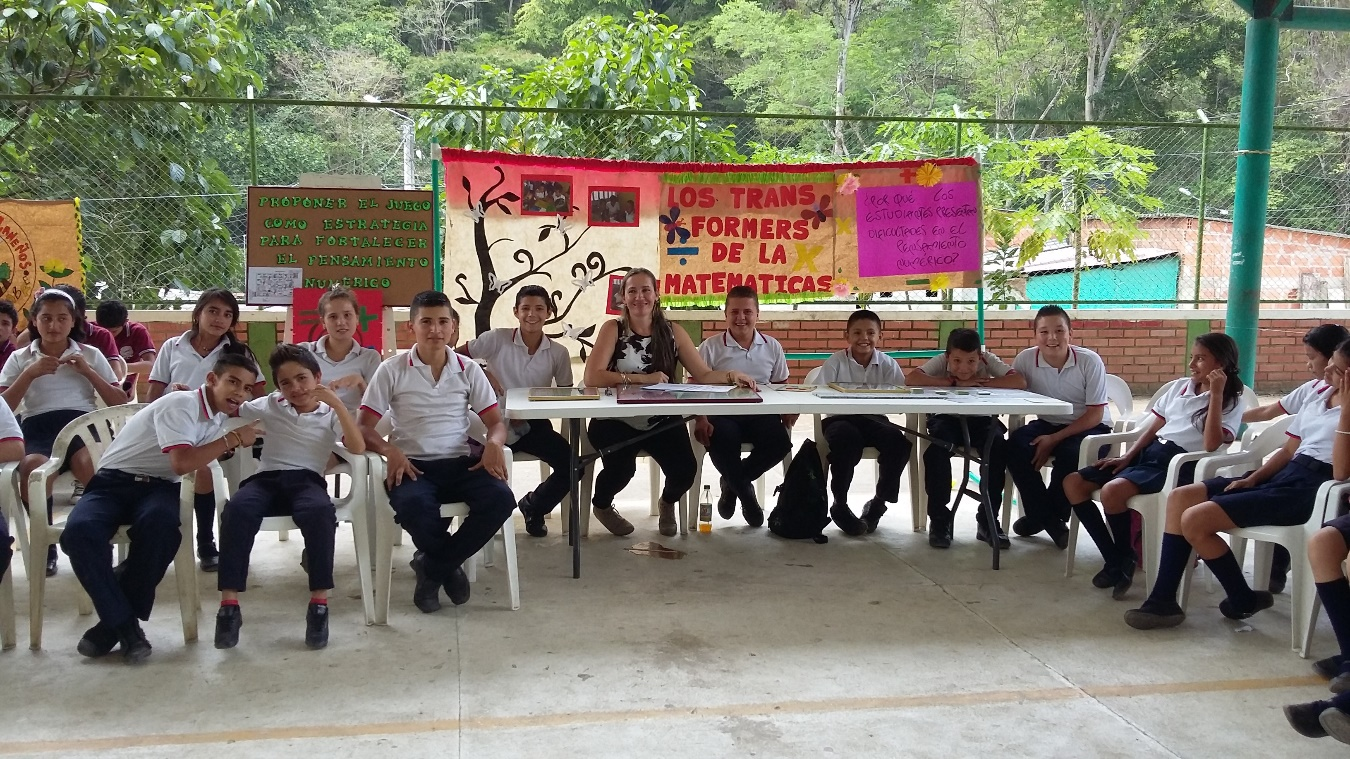 PROPONER EL JUEGO
COMO ESTRATEGIA
PARA FORTALECER
EL PENSAMIENTO
NUMÉRICO
LOS TRANS
FORMERS
DE LA
MATEMATICAS
¿POR QUÉ LOS
ESTUDIANTES PRESENTAN
DIFICULTADES EN EL
PENSAMIENTO
NUMÉRICO?